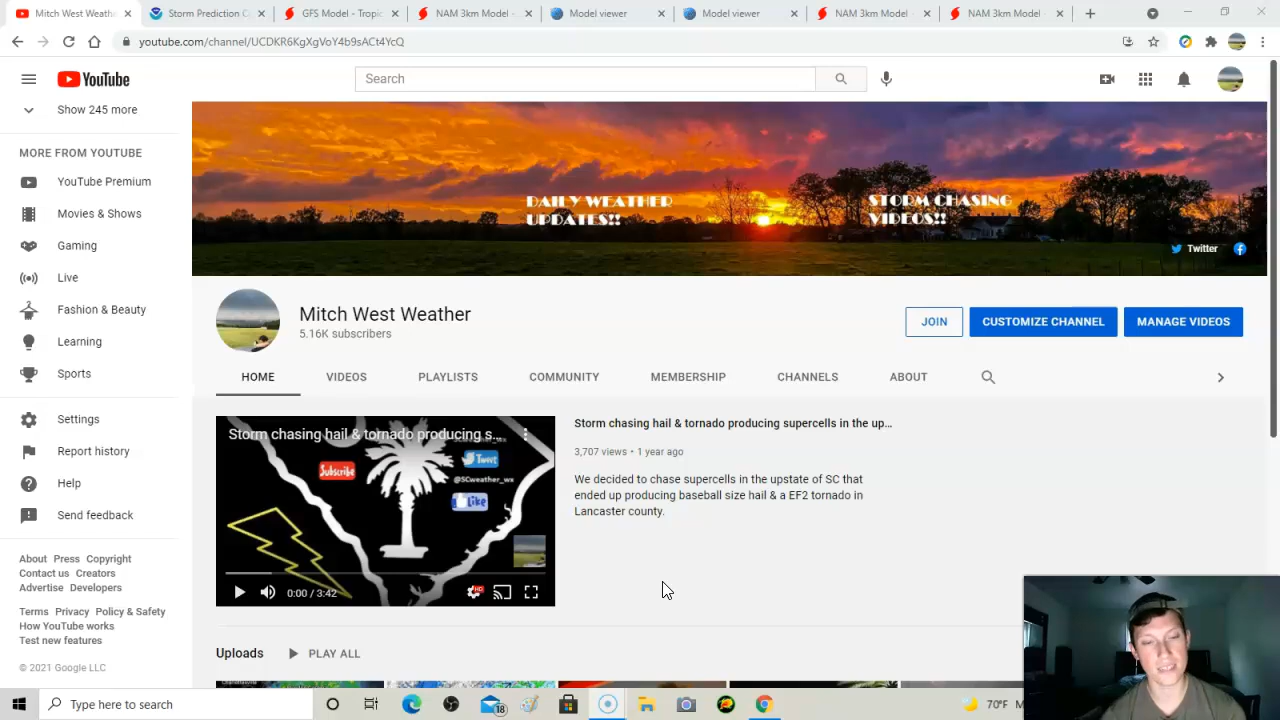 Mitch West Weather
Storm Prediction C
GFS Model - Tropic
NAM 3km Model -
Model viewer
Model viewer
NAM 3km Model -
NAM 3km Model -
youtube.com/channel/UCDKR6KgXgVoY4b9sACt4YcQ
YouTube
Search
Show 245 more
MORE FROM YOUTUBE
YouTube Premium
Movies & Shows
Gaming
Live
Fashion & Beauty
Learning
Sports
Settings
Report history
Help
Send feedback
About Press Copyright
Contact us Creators
Advertise Developers
Terms Privacy Policy & Safety
How YouTube works
Test new features
© 2021 Google LLC
DAILY WEATHER
UPDATES!!
STORM CHASING
VIDEOS!!
Twitter
Mitch West Weather
5.16K subscribers
JOIN
CUSTOMIZE CHANNEL
MANAGE VIDEOS
HOME
VIDEOS
PLAYLISTS
COMMUNITY
MEMBERSHIP
CHANNELS
ABOUT
Storm chasing hail & tornado producing s...
Subscribe
Tweet
@SCweather_wx
Like
0:00 / 3:42
HD
Storm chasing hail & tornado producing supercells in the up...
3,707 views • 1 year ago
We decided to chase supercells in the upstate of SC that
ended up producing baseball size hail & a EF2 tornado in
Lancaster county.
Uploads
PLAY ALL
Type here to search
18
70°F